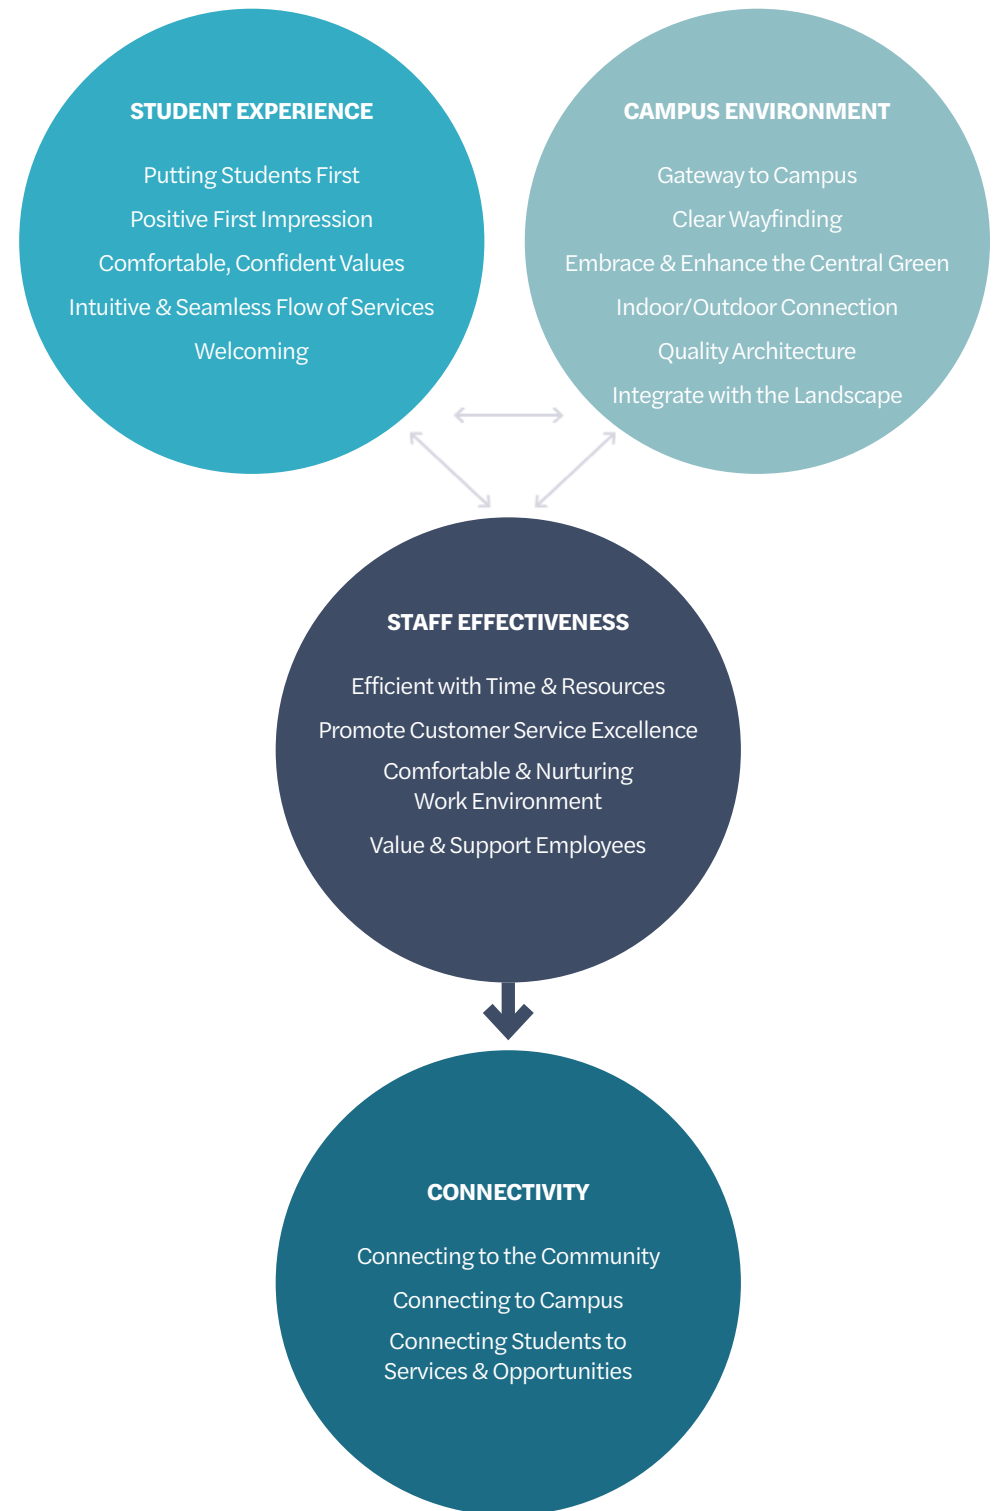 STUDENT EXPERIENCE
Putting Students First
Positive First Impression
Comfortable, Confident Values
Intuitive & Seamless Flow of Services
Welcoming
CAMPUS ENVIRONMENT
Gateway to Campus
Clear Wayfinding
Embrace & Enhance the Central Green
Indoor/Outdoor Connection
Quality Architecture
Integrate with the Landscape
STAFF EFFECTIVENESS
Efficient with Time & Resources
Promote Customer Service Excellence
Comfortable & Nurturing
Work Environment
Value & Support Employees
CONNECTIVITY
Connecting to the Community
Connecting to Campus
Connecting Students to
Services & Opportunities